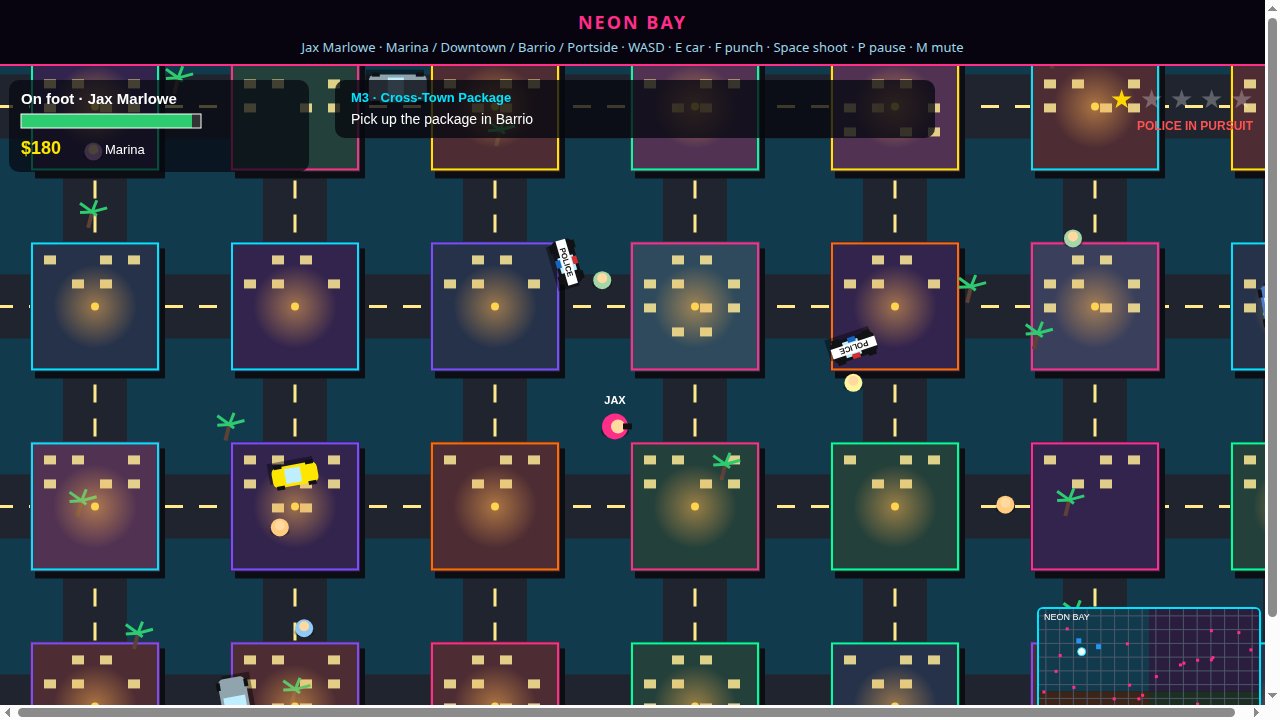 NEON BAY
Jax Marlowe · Marina / Downtown / Barrio / Portside · WASD · E car · F punch · Space shoot · P pause · M mute
On foot · Jax Marlowe
$180
Marina
M3 · Cross-Town Package
Pick up the package in Barrio
POLICE IN PURSUIT
POLICE
POLICE
JAX
NEON BAY